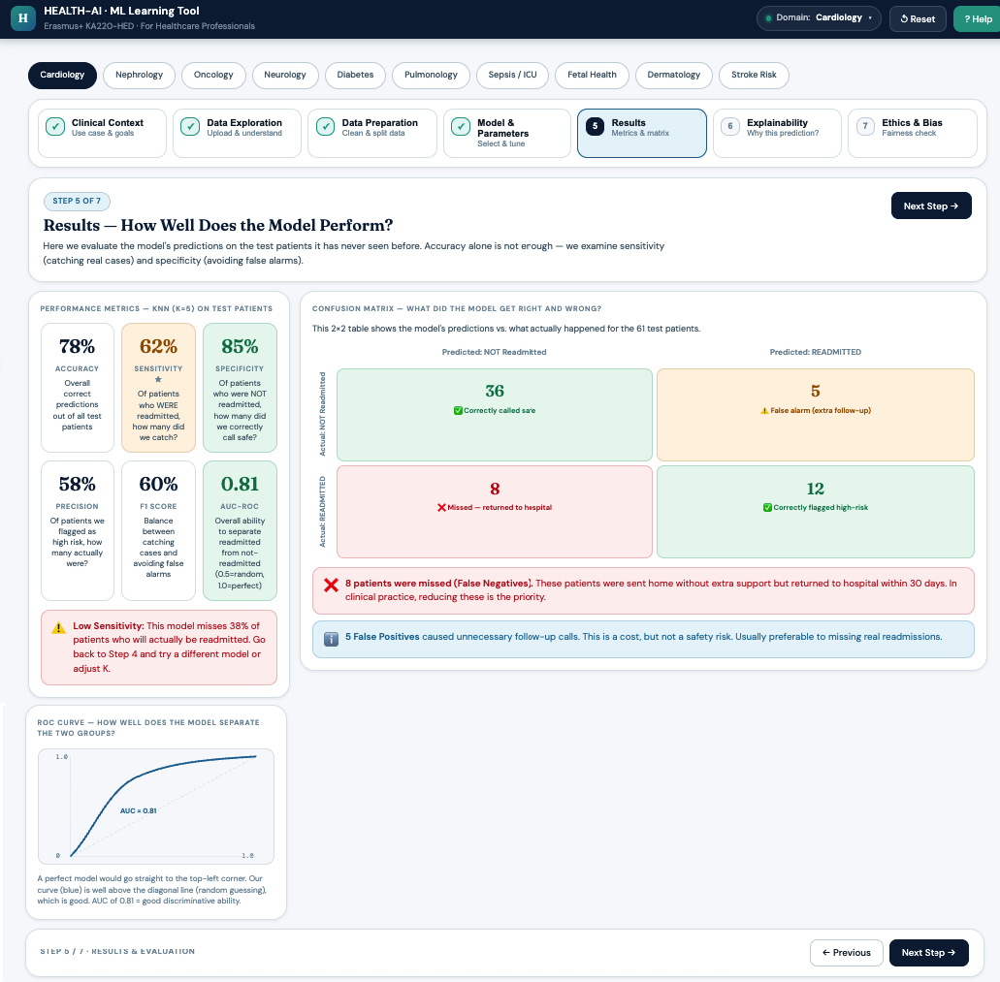 H
HEALTH-AI · ML Learning Tool
Erasmus+ KA220-HED · For Healthcare Professionals
Domain: Cardiology
↺ Reset
? Help
Cardiology
Nephrology
Oncology
Neurology
Diabetes
Pulmonology
Sepsis / ICU
Fetal Health
Dermatology
Stroke Risk
✓
Clinical Context
Use case & goals
✓
Data Exploration
Upload & understand
✓
Data Preparation
Clean & split data
✓
Model &
Parameters
Select & tune
5
Results
Metrics & matrix
6
Explainability
Why this prediction?
7
Ethics & Bias
Fairness check
STEP 5 OF 7
Results — How Well Does the Model Perform?
Here we evaluate the model's predictions on the test patients it has never seen before. Accuracy alone is not enough — we examine sensitivity
(catching real cases) and specificity (avoiding false alarms).
Next Step →
PERFORMANCE METRICS — KNN (K=5) ON TEST PATIENTS
78%
ACCURACY
Overall
correct
predictions
out of all test
patients
62%
SENSITIVITY
★
Of patients
who WERE
readmitted,
how many did
we catch?
85%
SPECIFICITY
Of patients
who were NOT
readmitted,
how many did
we correctly
call safe?
58%
PRECISION
Of patients we
flagged as
high risk, how
many actually
were?
60%
F1 SCORE
Balance
between
catching
cases and
avoiding false
alarms
0.81
AUC-ROC
Overall ability
to separate
readmitted
from not-
readmitted
(0.5=random,
1.0=perfect)
⚠️ Low Sensitivity: This model misses 38% of
patients who will actually be readmitted. Go
back to Step 4 and try a different model or
adjust K.
CONFUSION MATRIX — WHAT DID THE MODEL GET RIGHT AND WRONG?
This 2×2 table shows the model's predictions vs. what actually happened for the 61 test patients.
Predicted: NOT Readmitted
Predicted: READMITTED
Actual: NOT Readmitted
36
✅ Correctly called safe
5
⚠️ False alarm (extra follow-up)
Actual: READMITTED
8
❌ Missed — returned to hospital
12
✅ Correctly flagged high-risk
❌ 8 patients were missed (False Negatives). These patients were sent home without extra support but returned to hospital within 30 days. In
clinical practice, reducing these is the priority.
ℹ️ 5 False Positives caused unnecessary follow-up calls. This is a cost, but not a safety risk. Usually preferable to missing real readmissions.
ROC CURVE — HOW WELL DOES THE MODEL SEPARATE
THE TWO GROUPS?
1.0
AUC = 0.81
0
1.0
A perfect model would go straight to the top-left corner. Our
curve (blue) is well above the diagonal line (random guessing),
which is good. AUC of 0.81 = good discriminative ability.
STEP 5 / 7 · RESULTS & EVALUATION
← Previous
Next Step →